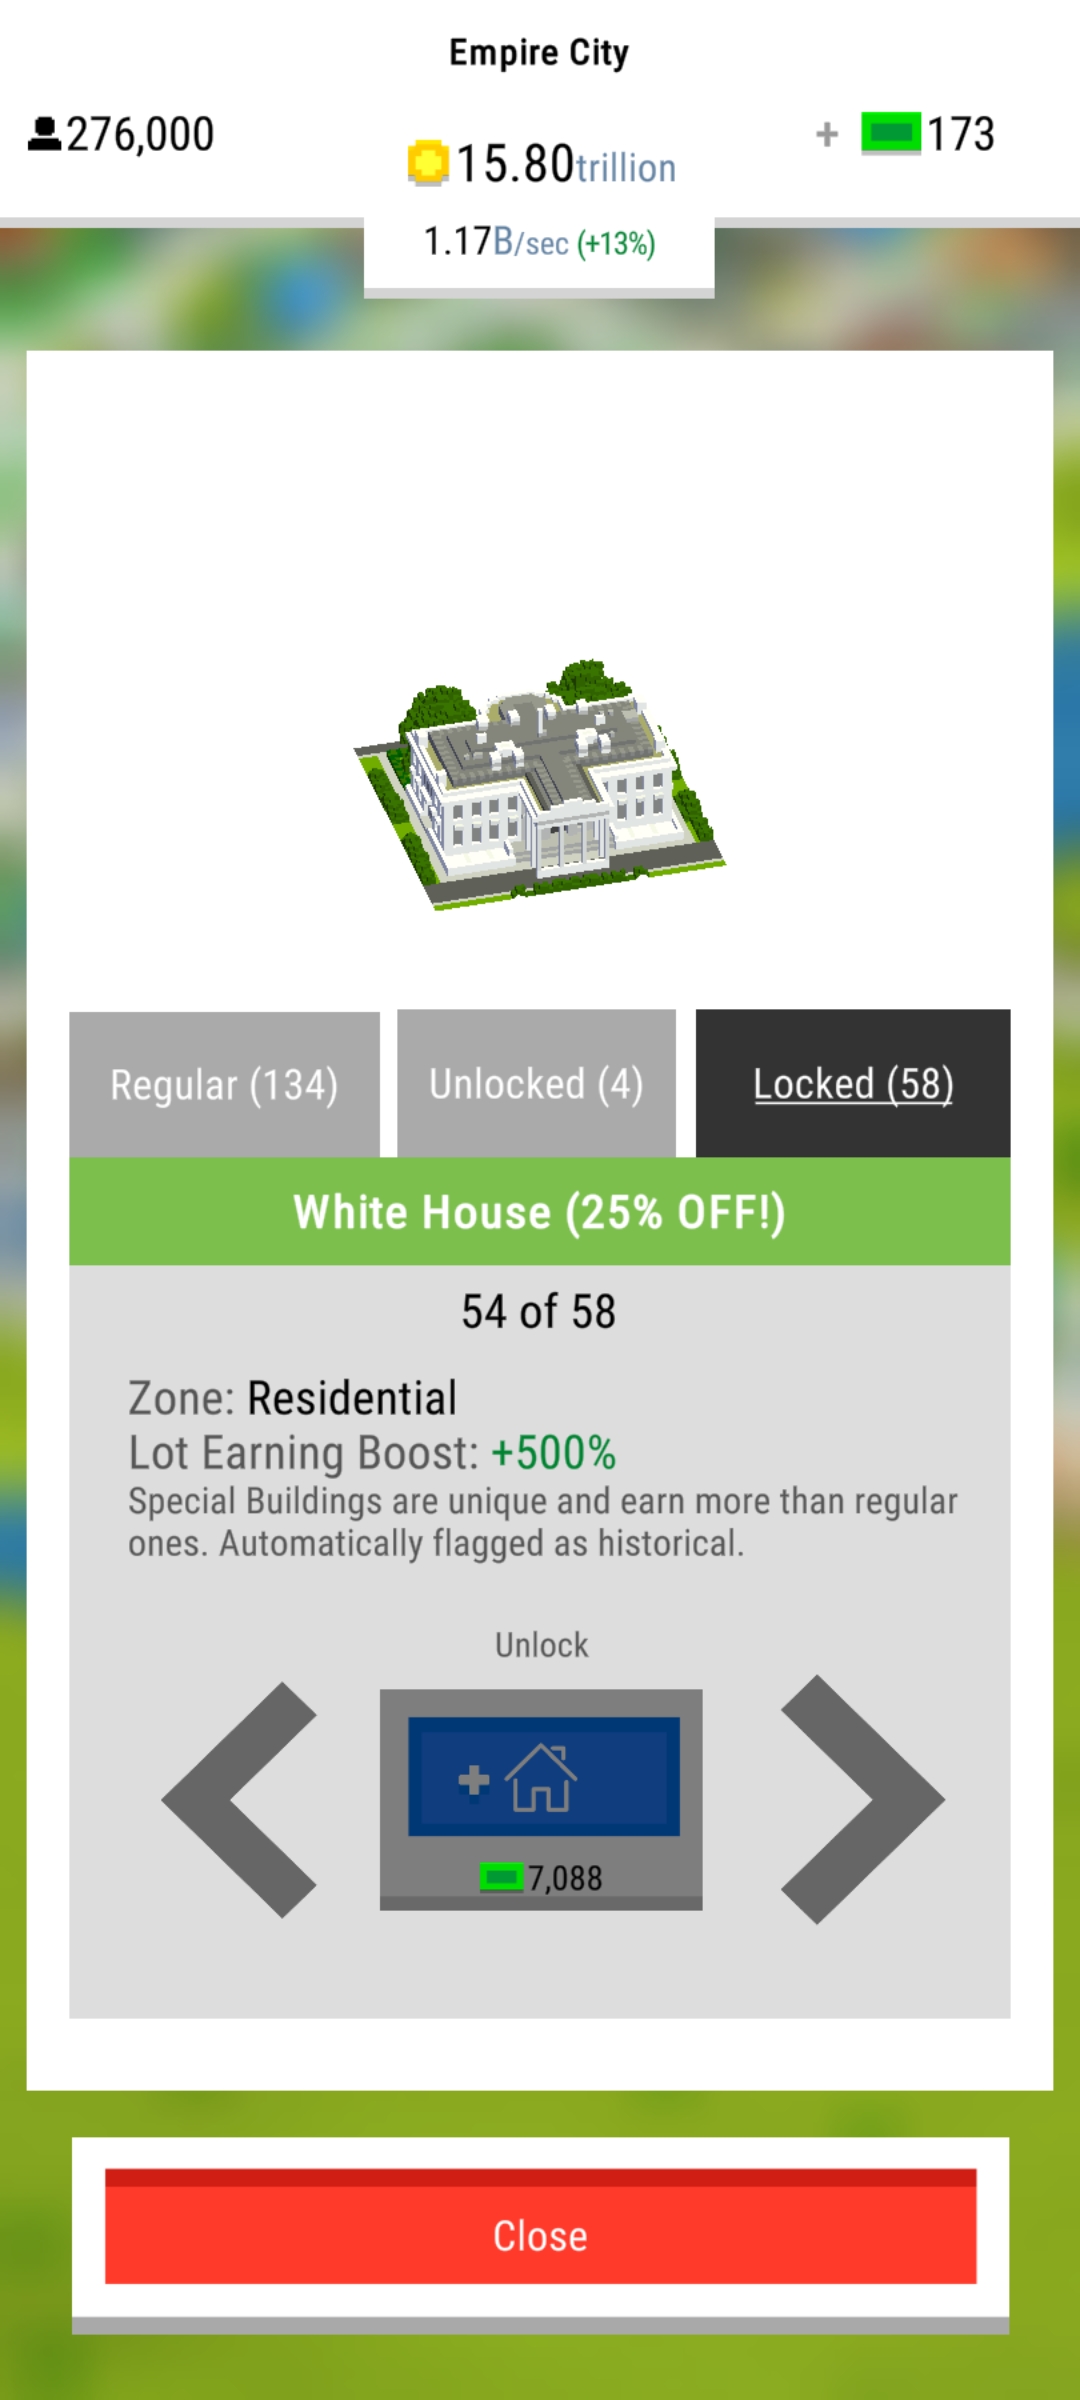 Empire City
276,000
15.80trillion
+ 173
1.17B/sec (+13%)
Regular (134)
Unlocked (4)
Locked (58)
White House (25% OFF!)
54 of 58
Zone: Residential
Lot Earning Boost: +500%
Special Buildings are unique and earn more than regular
ones. Automatically flagged as historical.
Unlock
7,088
Close